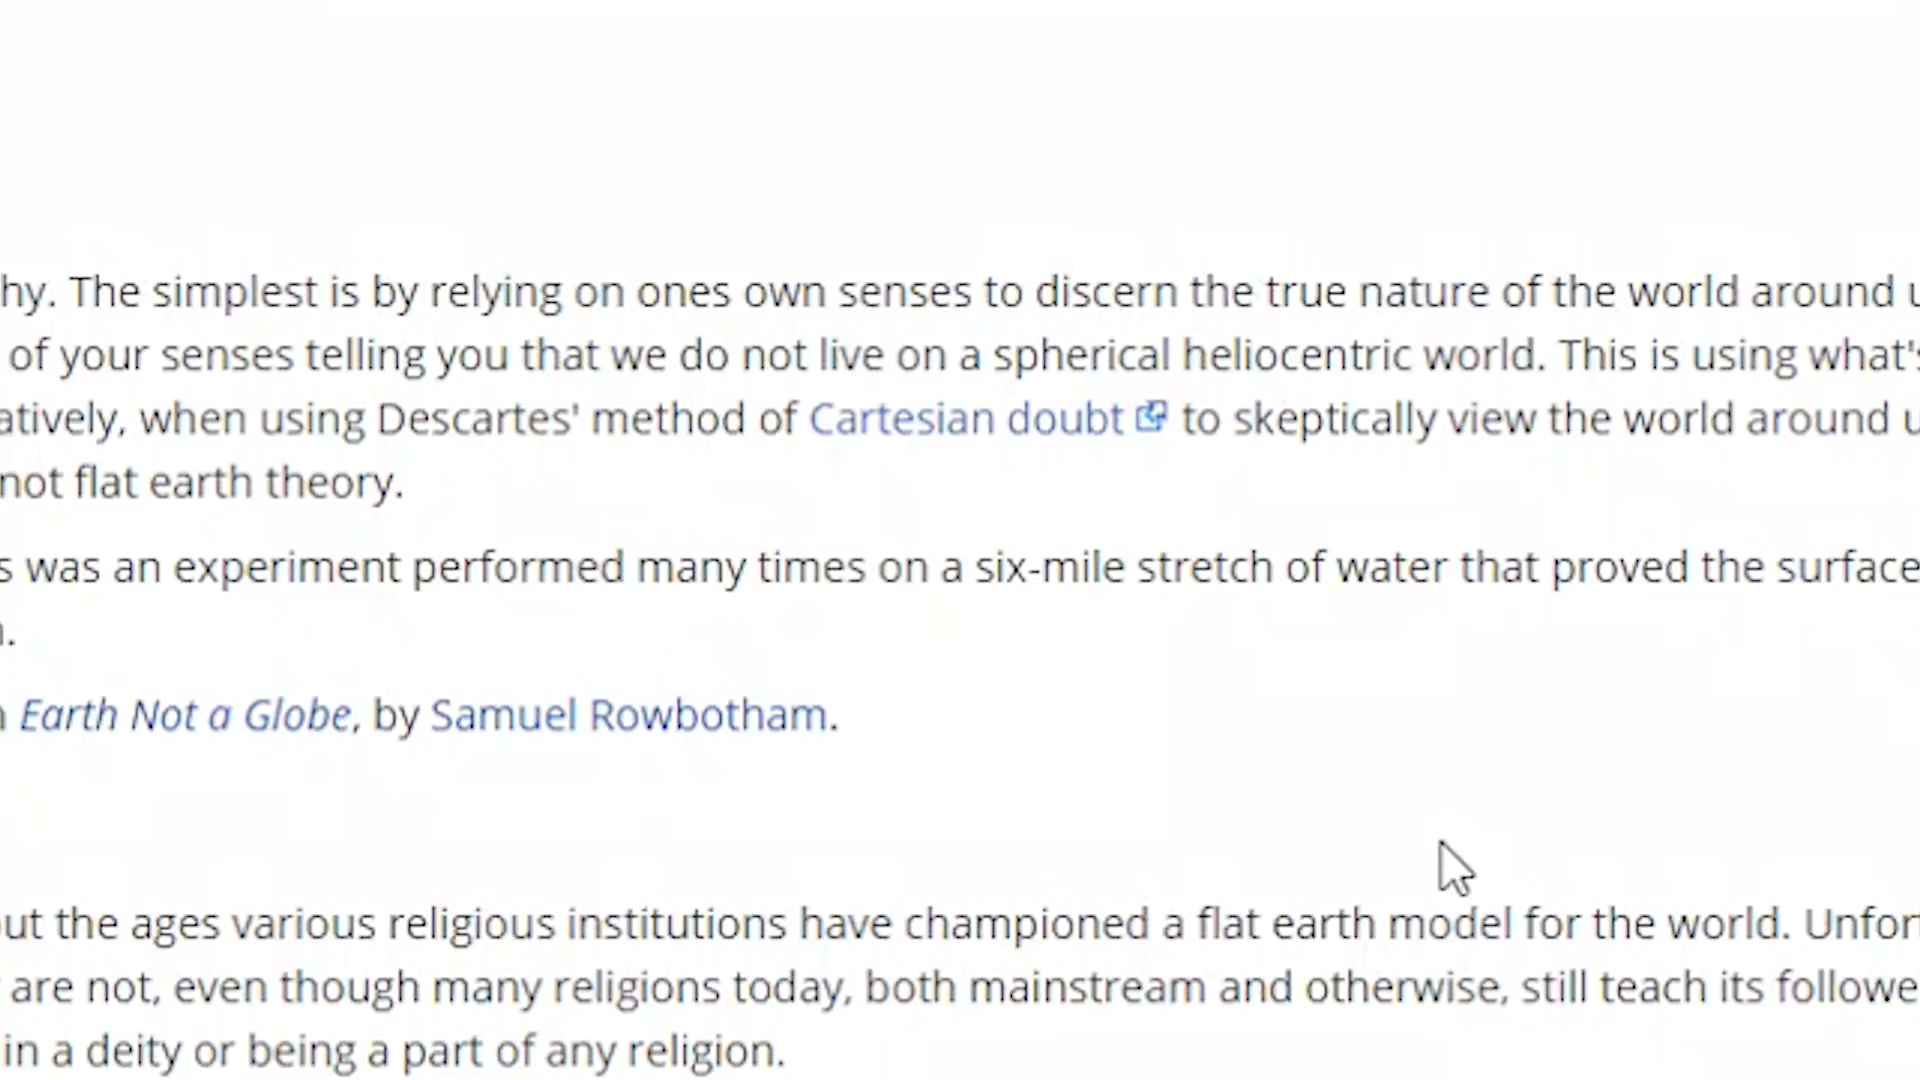 hy. The simplest is by relying on ones own senses to discern the true nature of the world around u
of your senses telling you that we do not live on a spherical heliocentric world. This is using what's
atively, when using Descartes' method of Cartesian doubt to skeptically view the world around u
not flat earth theory.
s was an experiment performed many times on a six-mile stretch of water that proved the surface
.
Earth Not a Globe, by Samuel Rowbotham.
out the ages various religious institutions have championed a flat earth model for the world. Unfor
are not, even though many religions today, both mainstream and otherwise, still teach its followe
in a deity or being a part of any religion.